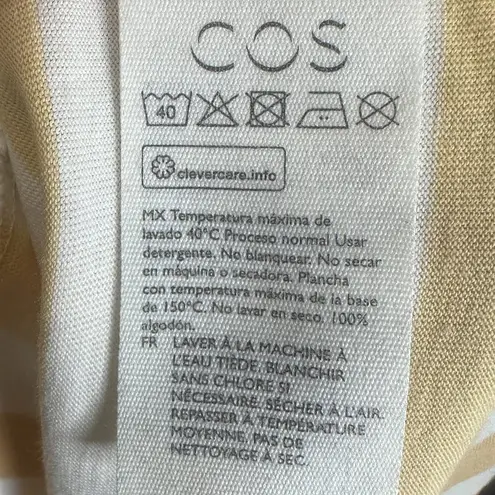 COS
40
clevercare.info
MX Temperatura máxima de
lavado 40°C Proceso normal Usar
detergente. No blanquear. No secar
en máquina o secadora. Plancha
con temperatura máxima de la base
de 150°C. No lavar en seco. 100%
algodón.
FR LAVER À LA MACHINE À
L'EAU TIÈDE. BLANCHIR
SANS CHLORE SI
NÉCESSAIRE. SÉCHER À L'AIR.
REPASSER À TEMPÉRATURE
MOYENNE. PAS DE
NETTOYAGE À SEC.